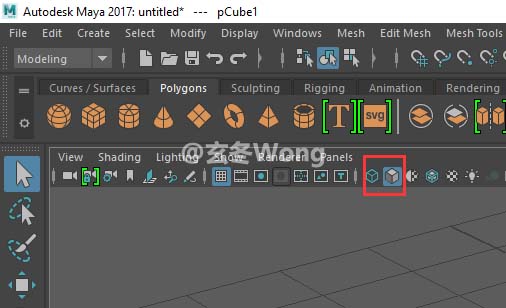 Autodesk Maya 2017: untitled* --- pCube1
File Edit Create Select Modify Display Windows Mesh Edit Mesh Mesh Tools
Modeling
Curves / Surfaces Polygons Sculpting Rigging Animation Rendering
T svg
View Shading Lighting Show Renderer Panels
@玄冬Wong